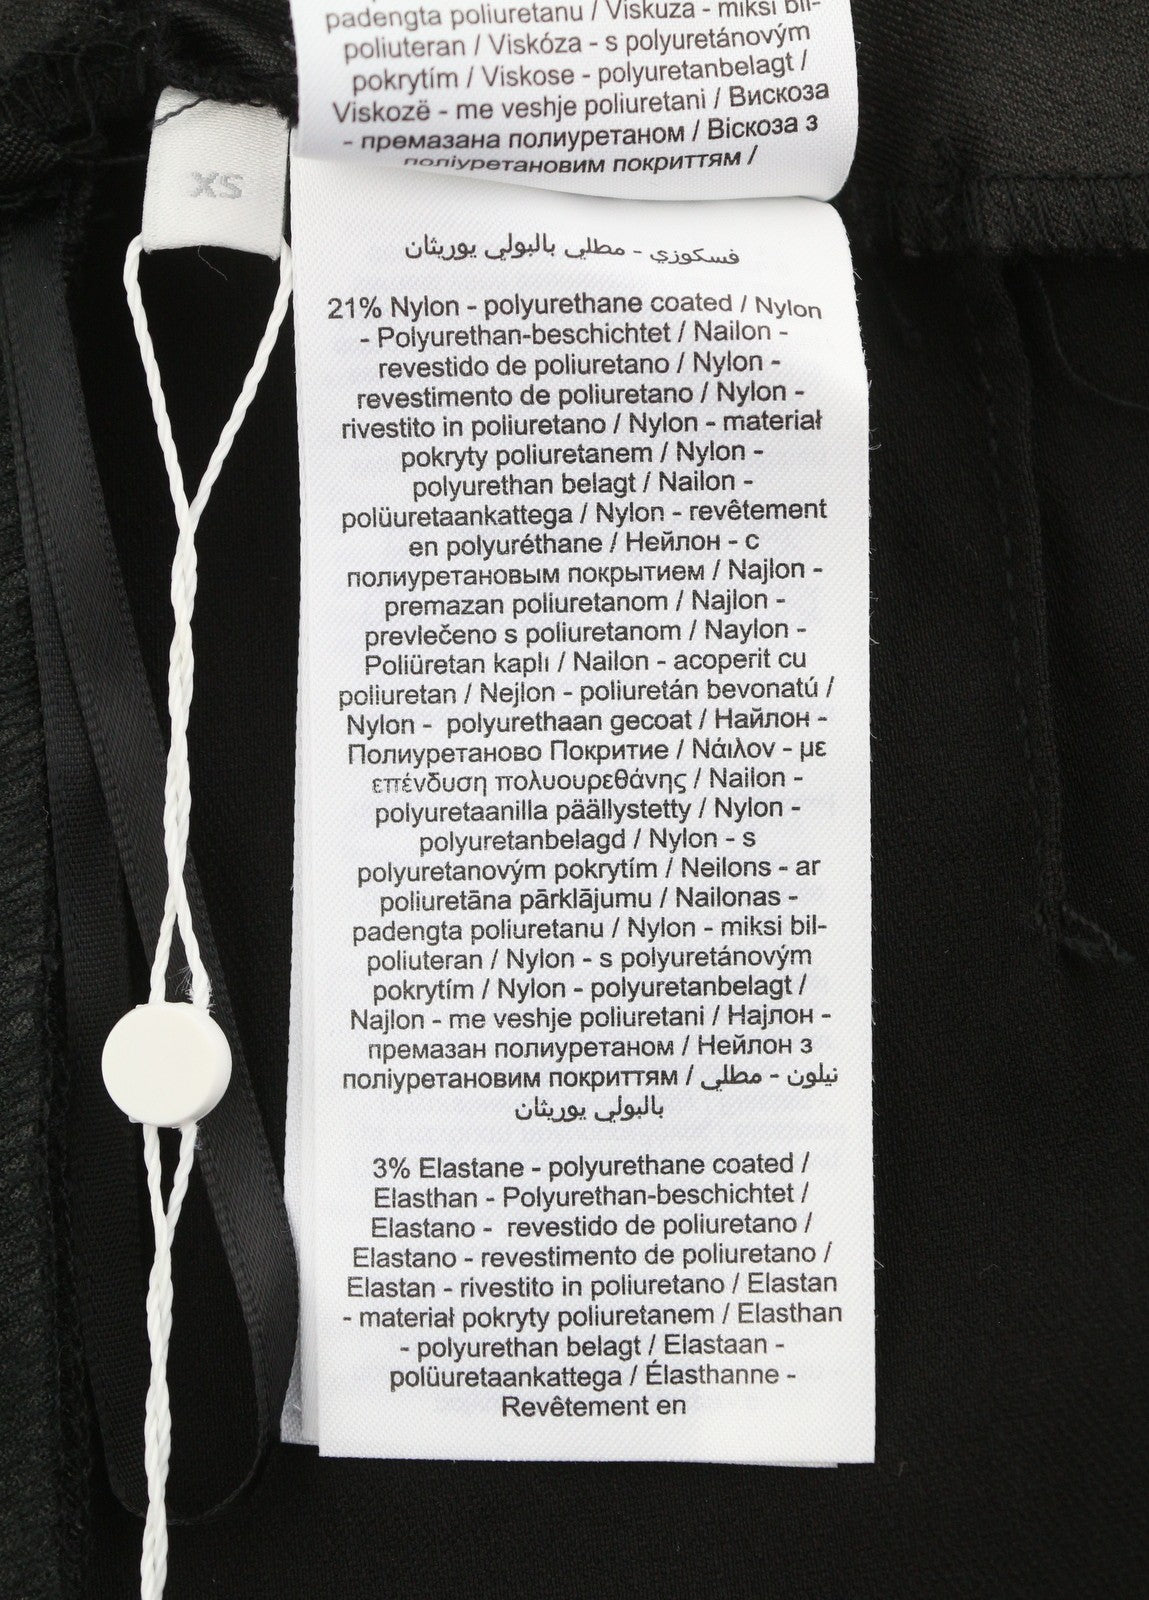 padengta poliuretanu / Viskuza - miksi bil-
poliuteran / Viskóza - s polyuretánovým
pokrytím / Viskose - polyuretanbelagt /
Viskozë - me veshje poliuretani / Вискоза
- премазана полиуретаном / Віскоза з
поліуретановим покриттям /
XS
فسكوزي - مطلي بالبولي يوريثان
21% Nylon - polyurethane coated / Nylon
- Polyurethan-beschichtet / Nailon -
revestido de poliuretano / Nylon -
revestimento de poliuretano / Nylon -
rivestito in poliuretano / Nylon - materiał
pokryty poliuretanem / Nylon -
polyurethan belagt / Nailon -
polüuretaankattega / Nylon - revêtement
en polyuréthane / Нейлон - с
полиуретановым покрытием / Najlon -
premazan poliuretanom / Najlon -
prevlečeno s poliuretanom / Naylon -
Poliüretan kaplı / Nailon - acoperit cu
poliuretan / Nejlon - poliuretán bevonatú /
Nylon - polyurethaan gecoat / Найлон -
Полиуретаново Покритие / Νάιλον - με
επένδυση πολυουρεθάνης / Nailon -
polyuretaanilla päällystetty / Nylon -
polyuretanbelagd / Nylon - s
polyuretanovým pokrytím / Neilons - ar
poliuretāna pārklājumu / Nailonas -
padengta poliuretanu / Nylon - miksi bil-
poliuteran / Nylon - s polyuretánovým
pokrytím / Nylon - polyuretanbelagt /
Najlon - me veshje poliuretani / Најлон -
премазан полиуретаном / Нейлон з
поліуретановим покриттям / نيلون - مطلي
بالبولي يوريثان
3% Elastane - polyurethane coated /
Elasthan - Polyurethan-beschichtet /
Elastano - revestido de poliuretano /
Elastano - revestimento de poliuretano /
Elastan - rivestito in poliuretano / Elastan
- materiał pokryty poliuretanem / Elasthan
- polyurethan belagt / Elastaan -
polüuretaankattega / Élasthanne -
Revêtement en